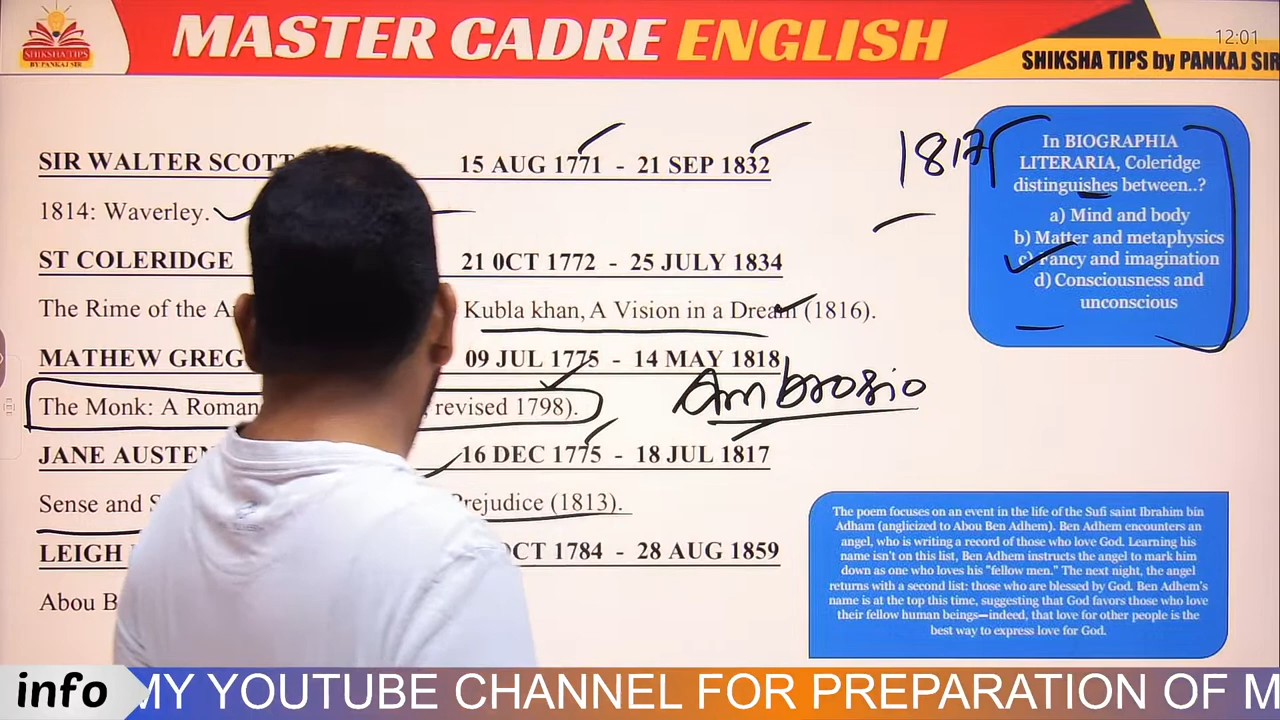 SHIKSHA TIPS
BY PANKAJ SIR
MASTER CADRE ENGLISH
12:01
SHIKSHA TIPS by PANKAJ SIR
SIR WALTER SCOTT 15 AUG 1771 - 21 SEP 1832
1814: Waverley.
ST COLERIDGE 21 0CT 1772 - 25 JULY 1834
The Rime of the Kubla khan, A Vision in a Dream (1816).
MATHEW 09 JUL 1775 - 14 MAY 1818
The Monk: A revised 1798).
JANE AUSTEN 16 DEC 1775 - 18 JUL 1817
Sense and Prejudice (1813).
LEIGH OCT 1784 - 28 AUG 1859
Abou
1817
Ambrosio
In BIOGRAPHIA
LITERARIA, Coleridge
distinguishes between..?
a) Mind and body
b) Matter and metaphysics
c) Fancy and imagination
d) Consciousness and
unconscious
The poem focuses on an event in the life of the Sufi saint Ibrahim bin
Adham (anglicized to Abou Ben Adhem). Ben Adhem encounters an
angel, who is writing a record of those who love God. Learning his
name isn't on this list, Ben Adhem instructs the angel to mark him
down as one who loves his "fellow men." The next night, the angel
returns with a second list: those who are blessed by God. Ben Adhem's
name is at the top this time, suggesting that God favors those who love
their fellow human beings—indeed, that love for other people is the
best way to express love for God.
info MY YOUTUBE CHANNEL FOR PREPARATION OF